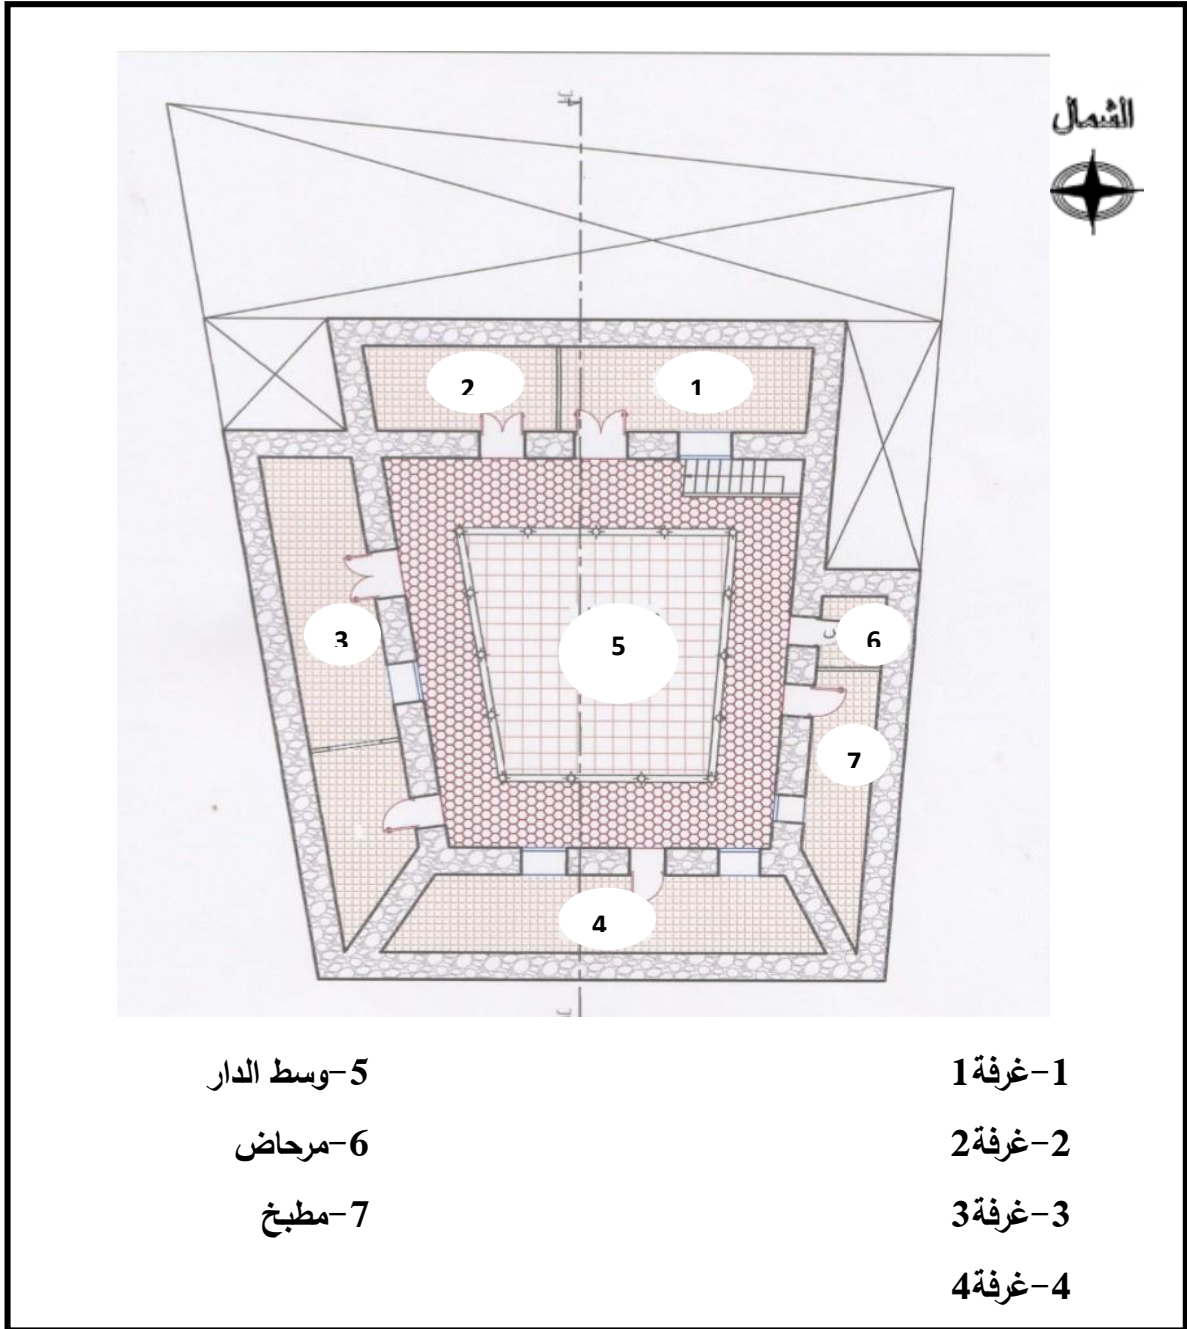 الشمال
2
1
3
5
6
7
4
1-غرفة1
2-غرفة2
3-غرفة3
4-غرفة4
5-وسط الدار
6-مرحاض
7-مطبخ